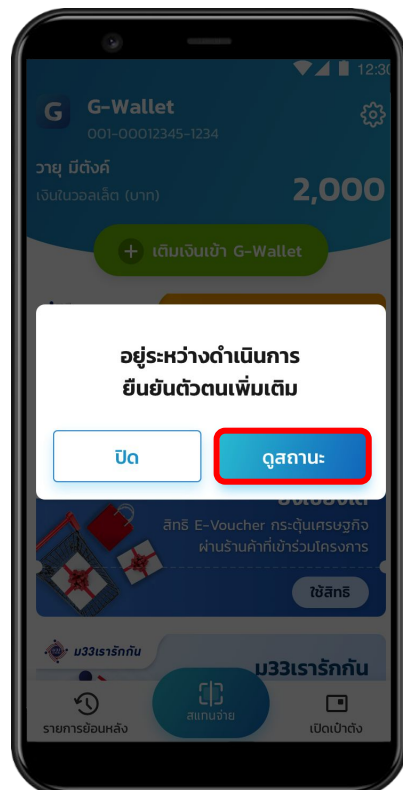 12:30
G G-Wallet
001-00012345-1234
วายุ มีตังค์
เงินในวอลเล็ต (บาท)
2,000
+ เติมเงินเข้า G-Wallet
อยู่ระหว่างดำเนินการ
ยืนยันตัวตนเพิ่มเติม
ปิด
ดูสถานะ
สิทธิ E-Voucher กระตุ้นเศรษฐกิจ
ผ่านร้านค้าที่เข้าร่วมโครงการ
ใช้สิทธิ
ม33เรารักกัน
ม33เรารักกัน
รายการย้อนหลัง
สแกนจ่าย
เปิดเป๋าตัง